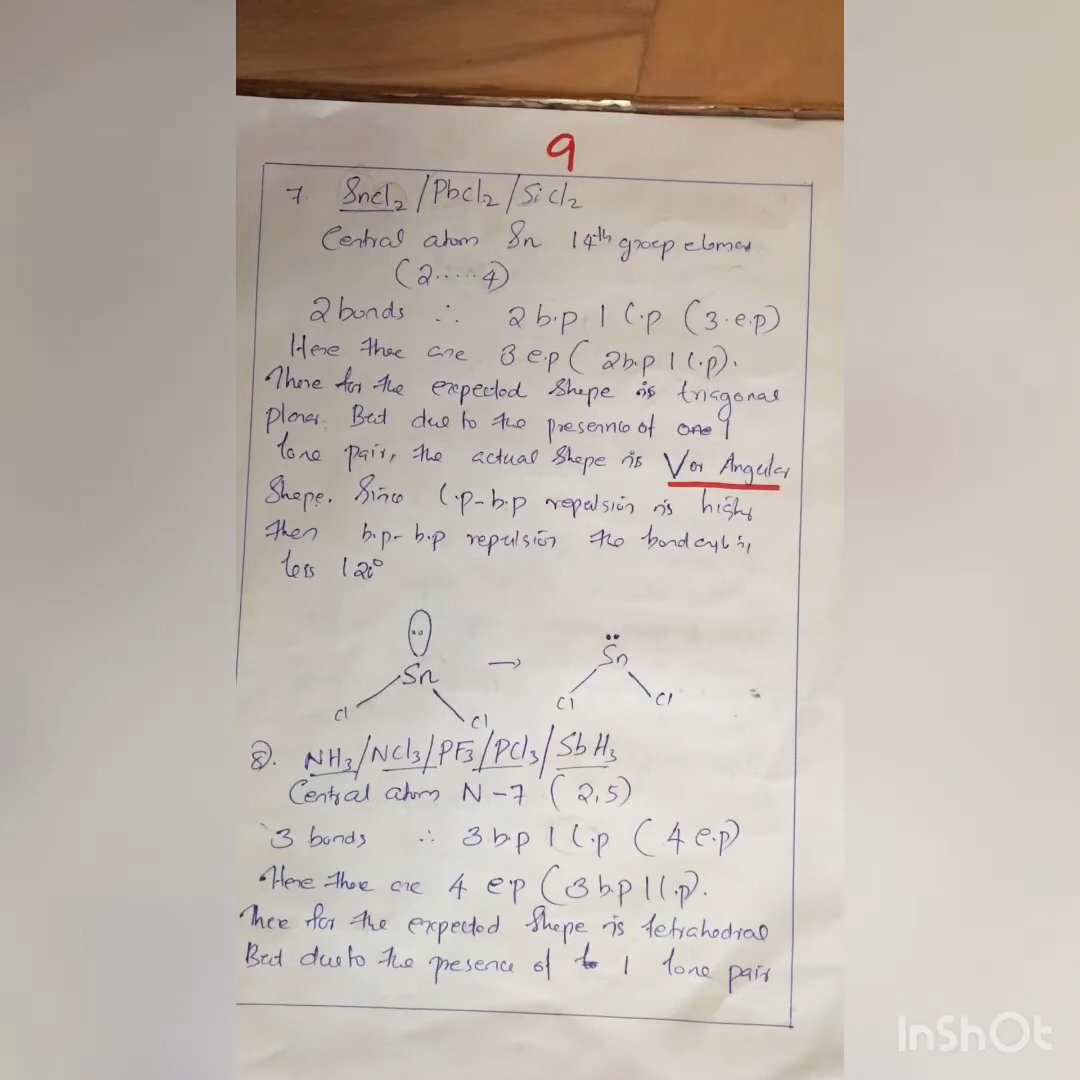 9
7. SnCl2/PbCl2/SiCl2
Central atom Sn 14th group elemen
(2.....4)
2 bonds ∴ 2 b.p 1 l.p (3.e.p)
Here there are 3 e.p (2b.p 1 l.p).
There for the expected shape is triagonal
planar. But due to the presence of one 1
lone pair, the actual shape is V or Angular
Shape. Since l.p-b.p repulsion is higher
then b.p-b.p repulsion the bond is
less 120°
Sn
Cl Cl
→
Sn
Cl Cl
8. NH3/NCl3/PF3/PCl3/SbH3
Central atom N-7 (2,5)
3 bonds ∴ 3 b.p 1 l.p (4 e.p)
Here there are 4 e.p (3 b.p 1 l.p).
There for the expected shape is tetrahedral
But due to the presence of 1 lone pair
InShOt